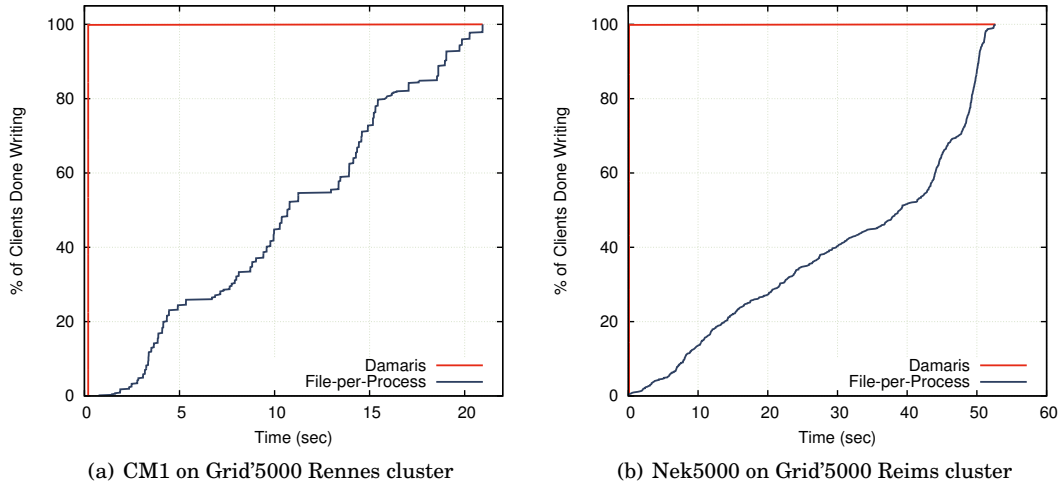 % of Clients Done Writing
100
80
60
40
20
0
0 5 10 15 20
Time (sec)
Damaris
File-per-Process
(a) CM1 on Grid'5000 Rennes cluster
% of Clients Done Writing
100
80
60
40
20
0
0 10 20 30 40 50 60
Time (sec)
Damaris
File-per-Process
(b) Nek5000 on Grid'5000 Reims cluster